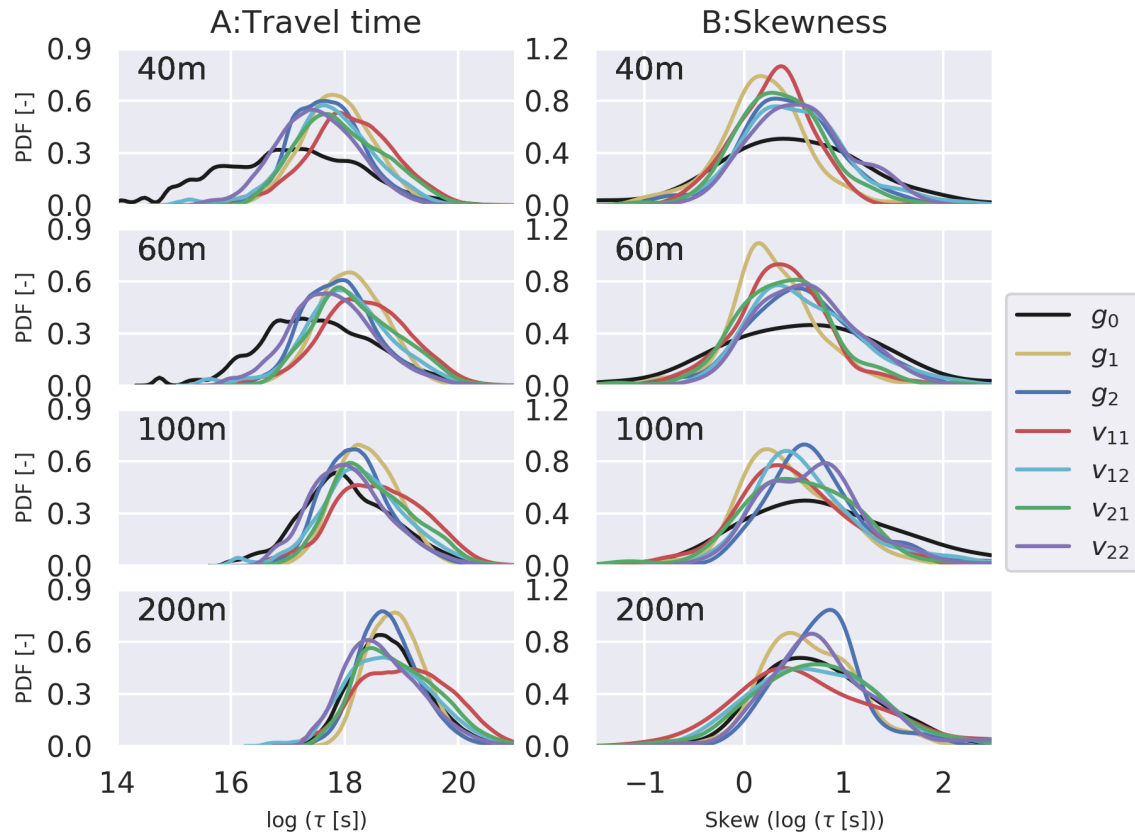 A:Travel time
B:Skewness
0.9
0.6
0.3
0.0
PDF [-]
40m
1.2
0.8
0.4
0.0
40m
0.9
0.6
0.3
0.0
PDF [-]
60m
1.2
0.8
0.4
0.0
60m
0.9
0.6
0.3
0.0
PDF [-]
100m
1.2
0.8
0.4
0.0
100m
0.9
0.6
0.3
0.0
PDF [-]
200m
1.2
0.8
0.4
0.0
200m
14 16 18 20
log (τ [s])
−1 0 1 2
Skew (log (τ [s]))
g₀
g₁
g₂
v₁₁
v₁₂
v₂₁
v₂₂